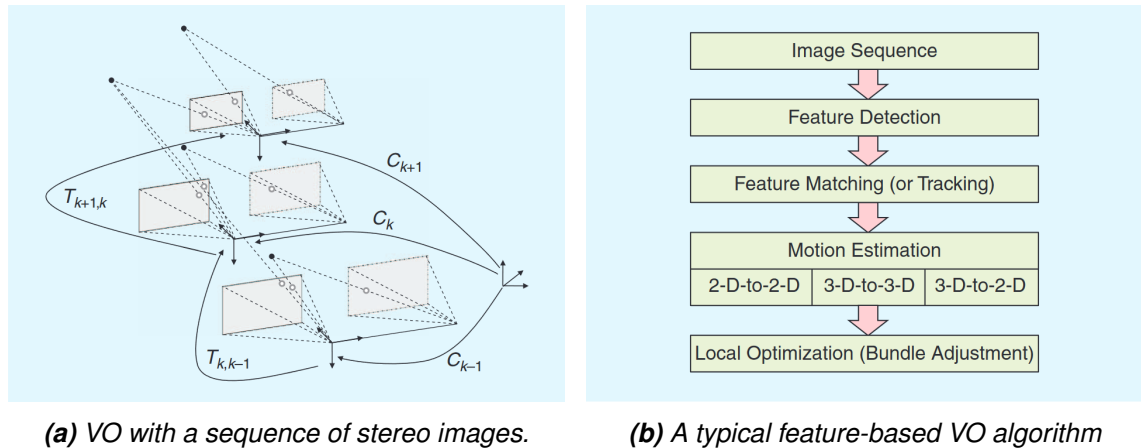 C_{k+1}
T_{k+1,k}
C_k
T_{k,k–1}
C_{k–1}
(a) VO with a sequence of stereo images.
Image Sequence
Feature Detection
Feature Matching (or Tracking)
Motion Estimation
2-D-to-2-D 3-D-to-3-D 3-D-to-2-D
Local Optimization (Bundle Adjustment)
(b) A typical feature-based VO algorithm